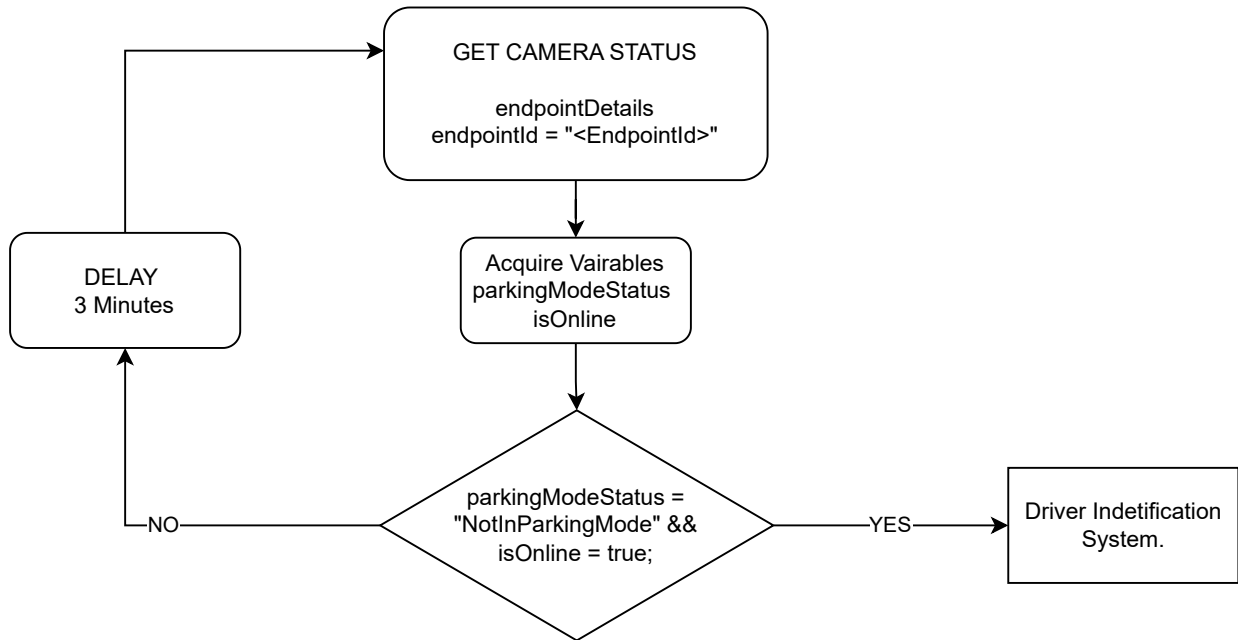 GET CAMERA STATUS
endpointDetails
endpointId = "<EndpointId>"
DELAY
3 Minutes
Acquire Vairables
parkingModeStatus
isOnline
parkingModeStatus =
"NotInParkingMode" &&
isOnline = true;
NO
YES
Driver Indetification
System.